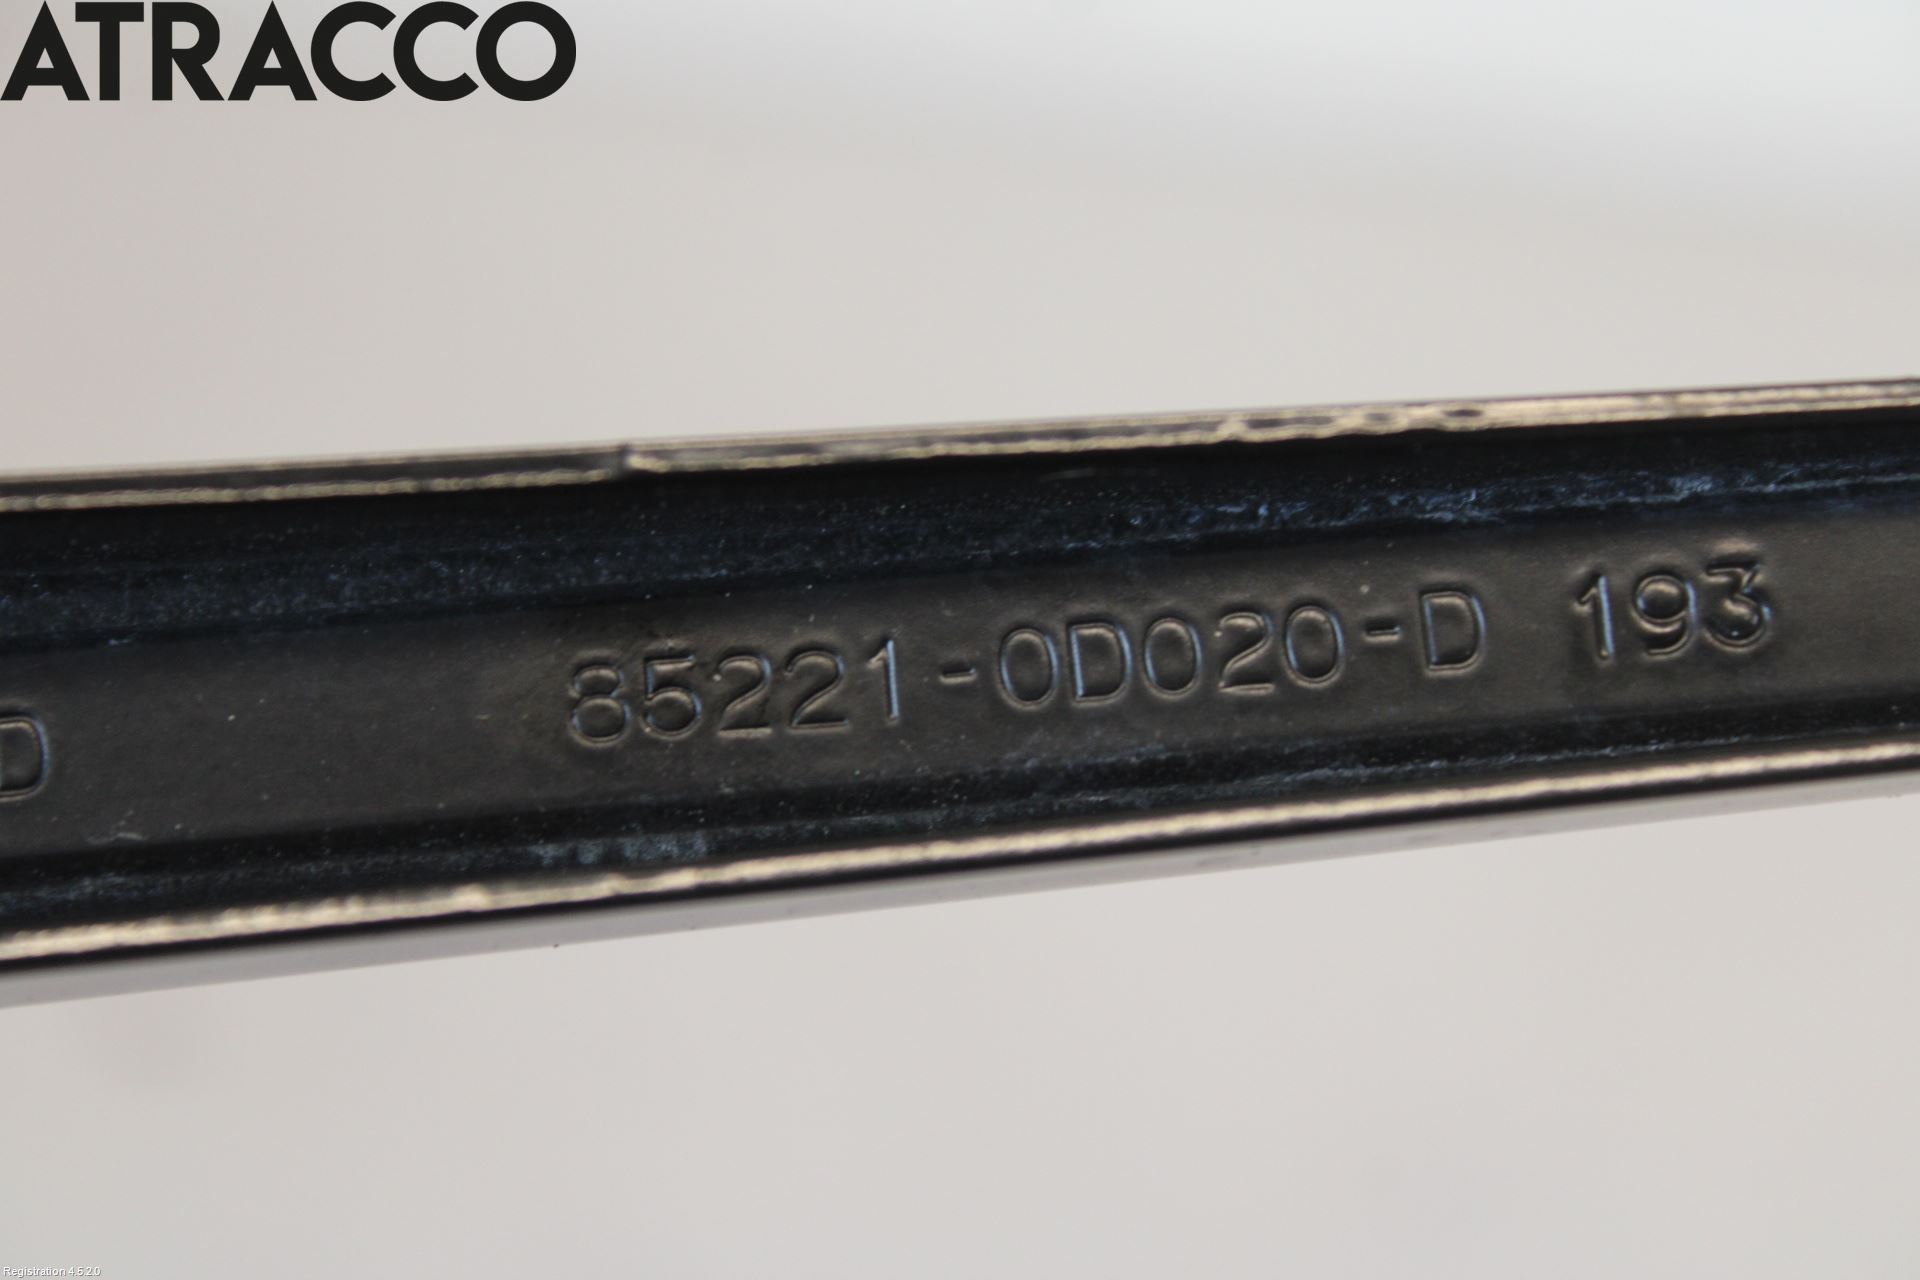 ATRACCO
85221-0D020-D 193
D
Registration 4.5.2.0